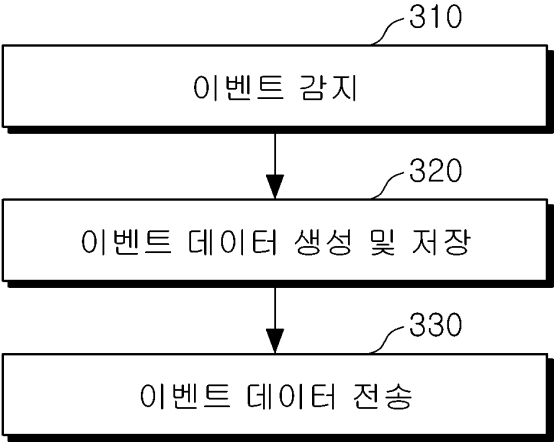 310
이벤트 감지
320
이벤트 데이터 생성 및 저장
330
이벤트 데이터 전송